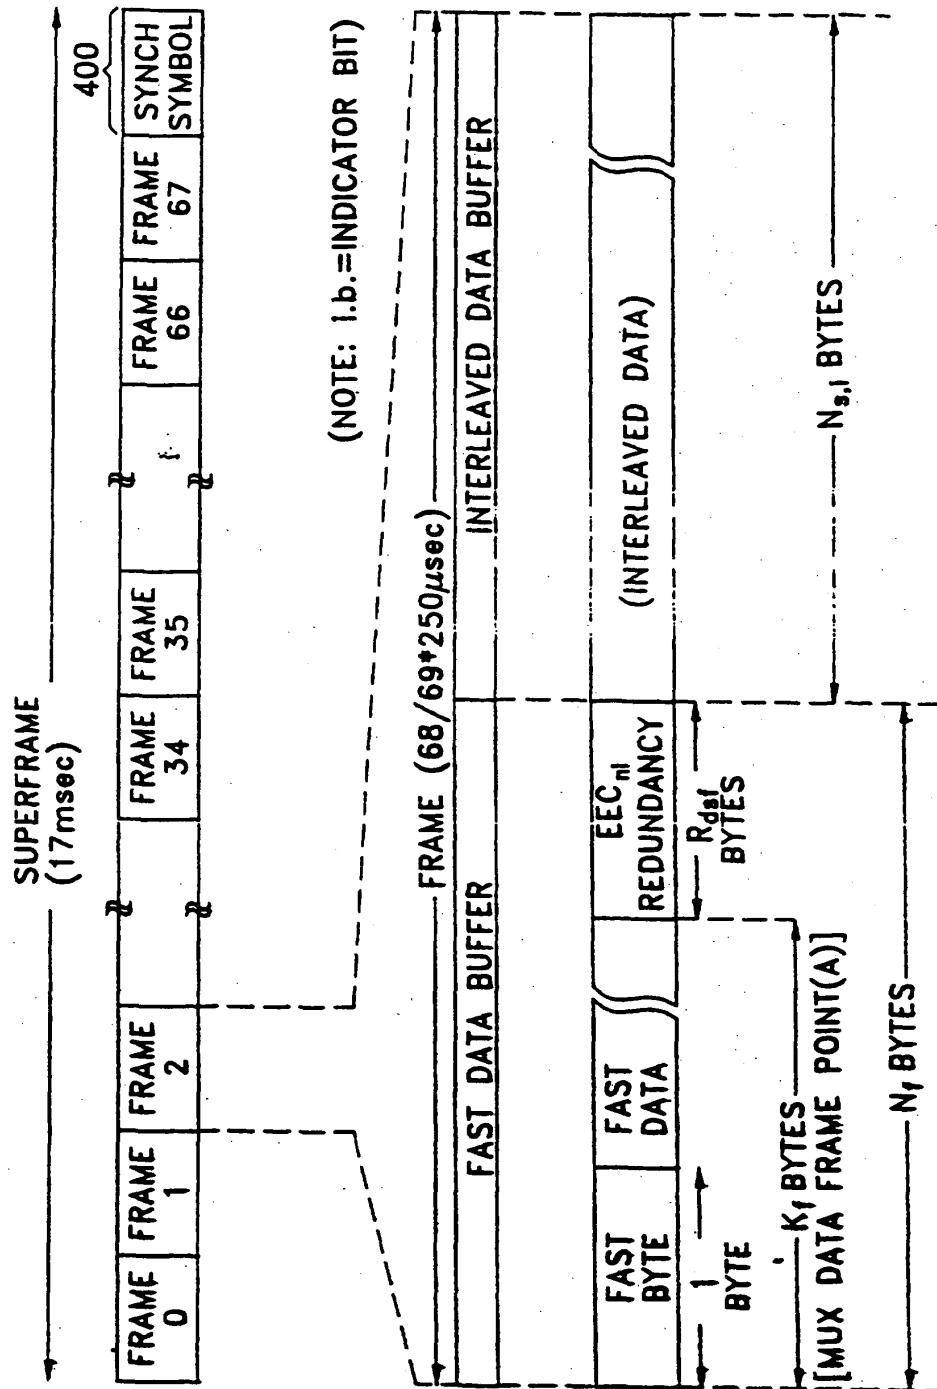 SUPERFRAME
(17msec)
400
FRAME
0
FRAME
1
FRAME
2
FRAME
34
FRAME
35
FRAME
66
FRAME
67
SYNCH
SYMBOL
(NOTE: I.b.=INDICATOR BIT)
FRAME (68/69*250μsec)
FAST DATA BUFFER
INTERLEAVED DATA BUFFER
FAST
BYTE
FAST
DATA
EEC_nl
REDUNDANCY
(INTERLEAVED DATA)
1
BYTE
R_dsf
BYTES
K_f BYTES
[MUX DATA FRAME POINT(A)]
N_f BYTES
N_s,l BYTES